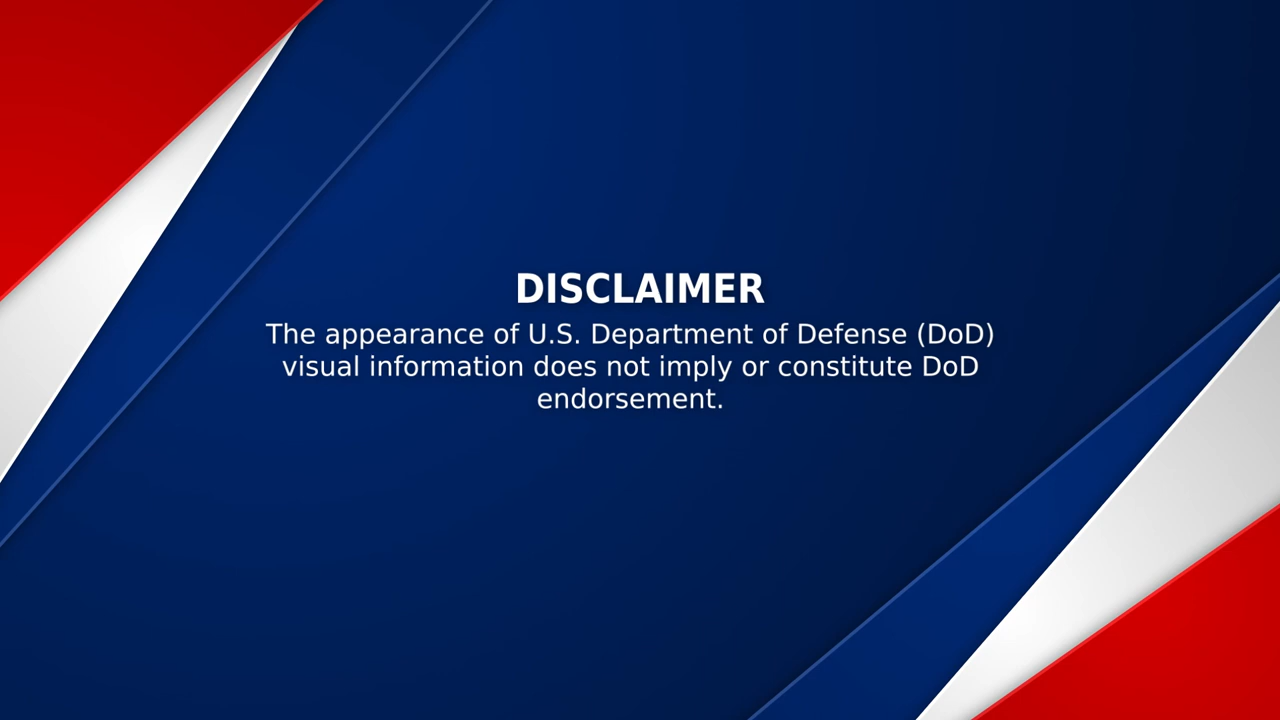 DISCLAIMER
The appearance of U.S. Department of Defense (DoD)
visual information does not imply or constitute DoD
endorsement.